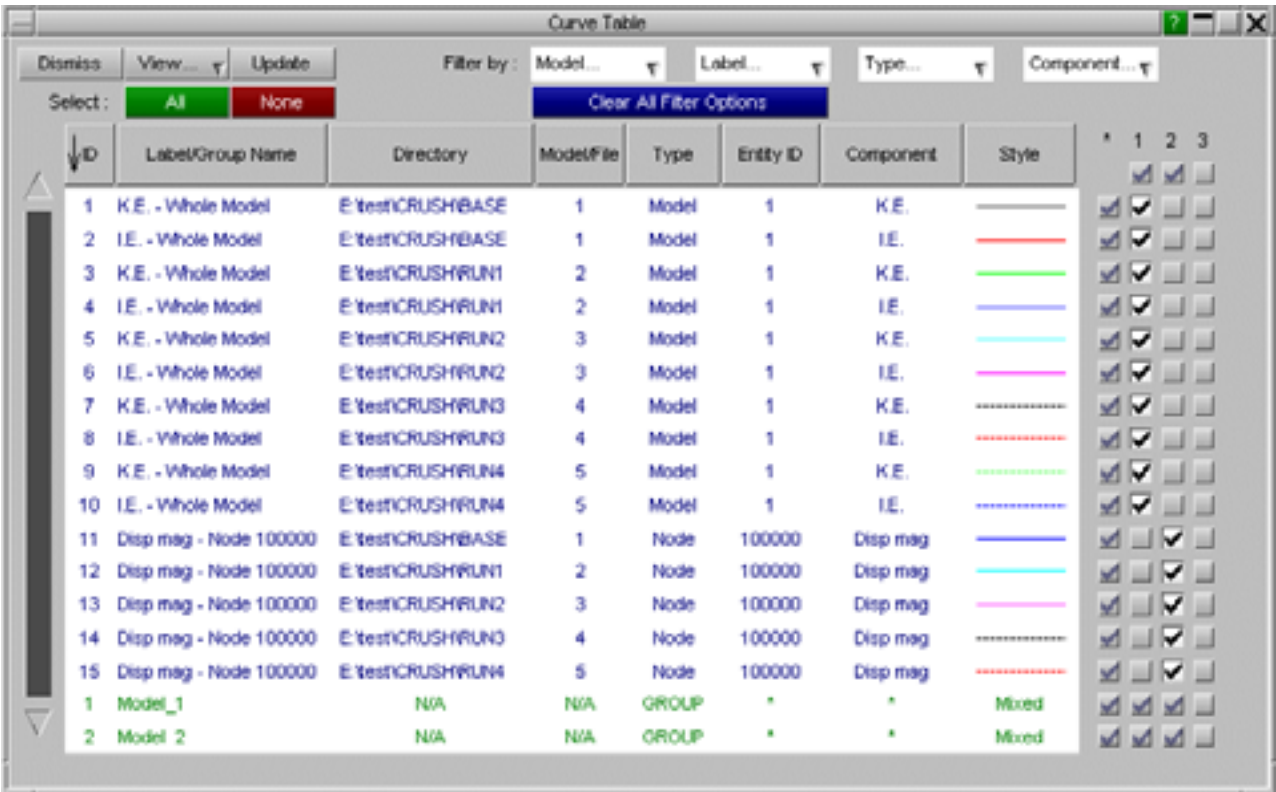 Curve Table ?
Dismiss View... Update Filter by : Model... Label... Type... Component...
Select : All None Clear All Filter Options
ID Label/Group Name Directory Model/File Type Entity ID Component Style * 1 2 3
1 K.E. - Whole Model E:\test\CRUSH\BASE 1 Model 1 K.E.
2 I.E. - Whole Model E:\test\CRUSH\BASE 1 Model 1 I.E.
3 K.E. - Whole Model E:\test\CRUSH\RUN1 2 Model 1 K.E.
4 I.E. - Whole Model E:\test\CRUSH\RUN1 2 Model 1 I.E.
5 K.E. - Whole Model E:\test\CRUSH\RUN2 3 Model 1 K.E.
6 I.E. - Whole Model E:\test\CRUSH\RUN2 3 Model 1 I.E.
7 K.E. - Whole Model E:\test\CRUSH\RUN3 4 Model 1 K.E.
8 I.E. - Whole Model E:\test\CRUSH\RUN3 4 Model 1 I.E.
9 K.E. - Whole Model E:\test\CRUSH\RUN4 5 Model 1 K.E.
10 I.E. - Whole Model E:\test\CRUSH\RUN4 5 Model 1 I.E.
11 Disp mag - Node 100000 E:\test\CRUSH\BASE 1 Node 100000 Disp mag
12 Disp mag - Node 100000 E:\test\CRUSH\RUN1 2 Node 100000 Disp mag
13 Disp mag - Node 100000 E:\test\CRUSH\RUN2 3 Node 100000 Disp mag
14 Disp mag - Node 100000 E:\test\CRUSH\RUN3 4 Node 100000 Disp mag
15 Disp mag - Node 100000 E:\test\CRUSH\RUN4 5 Node 100000 Disp mag
1 Model_1 N/A N/A GROUP * * Mixed
2 Model 2 N/A N/A GROUP * * Mixed